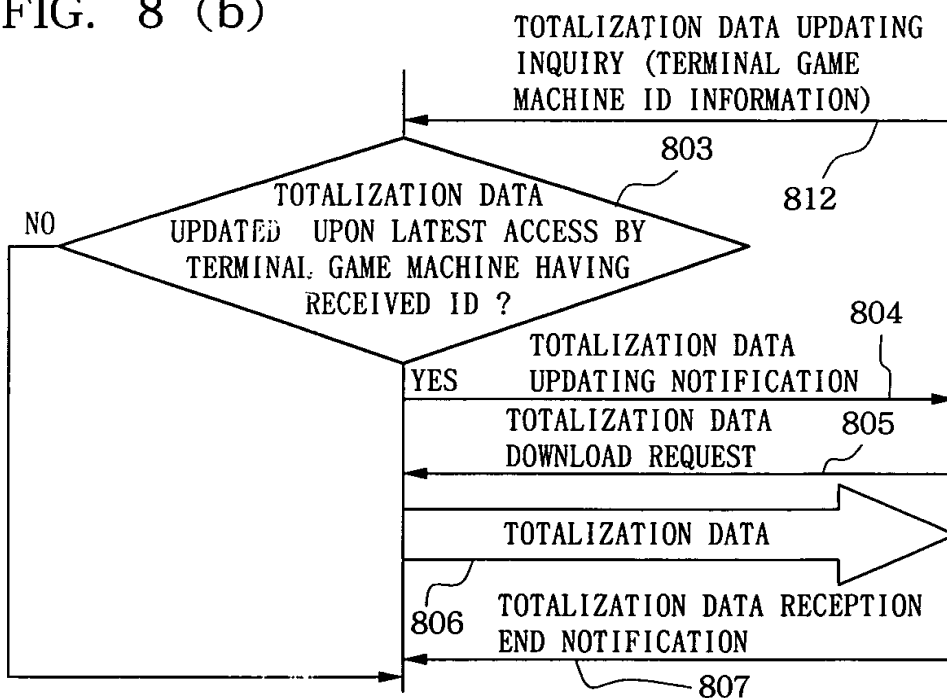 FIG. 8 (b)
TOTALIZATION DATA UPDATING
INQUIRY (TERMINAL GAME
MACHINE ID INFORMATION)
812
803
TOTALIZATION DATA
UPDATED UPON LATEST ACCESS BY
TERMINAL GAME MACHINE HAVING
RECEIVED ID ?
NO
YES
804
TOTALIZATION DATA
UPDATING NOTIFICATION
TOTALIZATION DATA
DOWNLOAD REQUEST
805
TOTALIZATION DATA
806
TOTALIZATION DATA RECEPTION
END NOTIFICATION
807